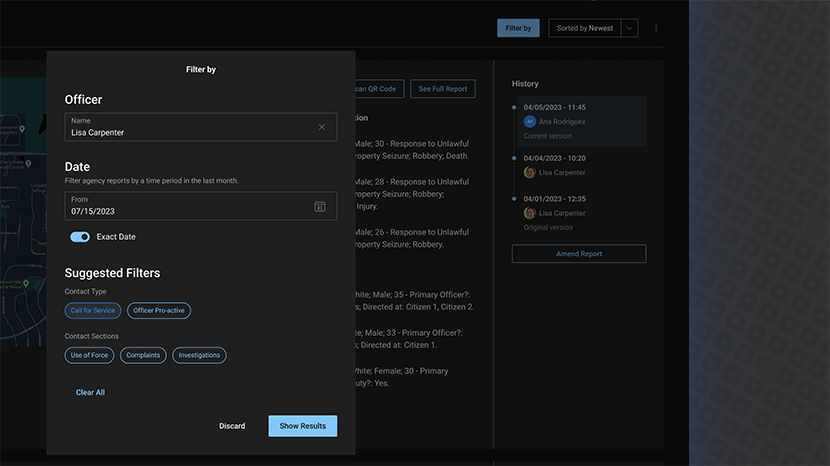 Filter by
Sorted by Newest
Filter by
Officer
Name
Lisa Carpenter
Date
Filter agency reports by a time period in the last month.
From
07/15/2023
31
Exact Date
Suggested Filters
Contact Type
Call for Service
Officer Pro-active
Contact Sections
Use of Force
Complaints
Investigations
Clear All
Discard
Show Results
can QR Code
See Full Report
tion
Male; 30 - Response to Unlawful
operty Seizure; Robbery; Death.
Male; 28 - Response to Unlawful
operty Seizure; Robbery;
Injury.
Male; 26 - Response to Unlawful
operty Seizure; Robbery.
hite; Male; 35 - Primary Officer?:
s; Directed at: Citizen 1, Citizen 2.
te; Male; 33 - Primary Officer?:
; Directed at: Citizen 1.
hite; Female; 30 - Primary
uty?: Yes.
History
04/05/2023 - 11:45
AR Ana Rodriguez
Current version
04/04/2023 - 10:20
Lisa Carpenter
04/01/2023 - 12:35
Lisa Carpenter
Original version
Amend Report